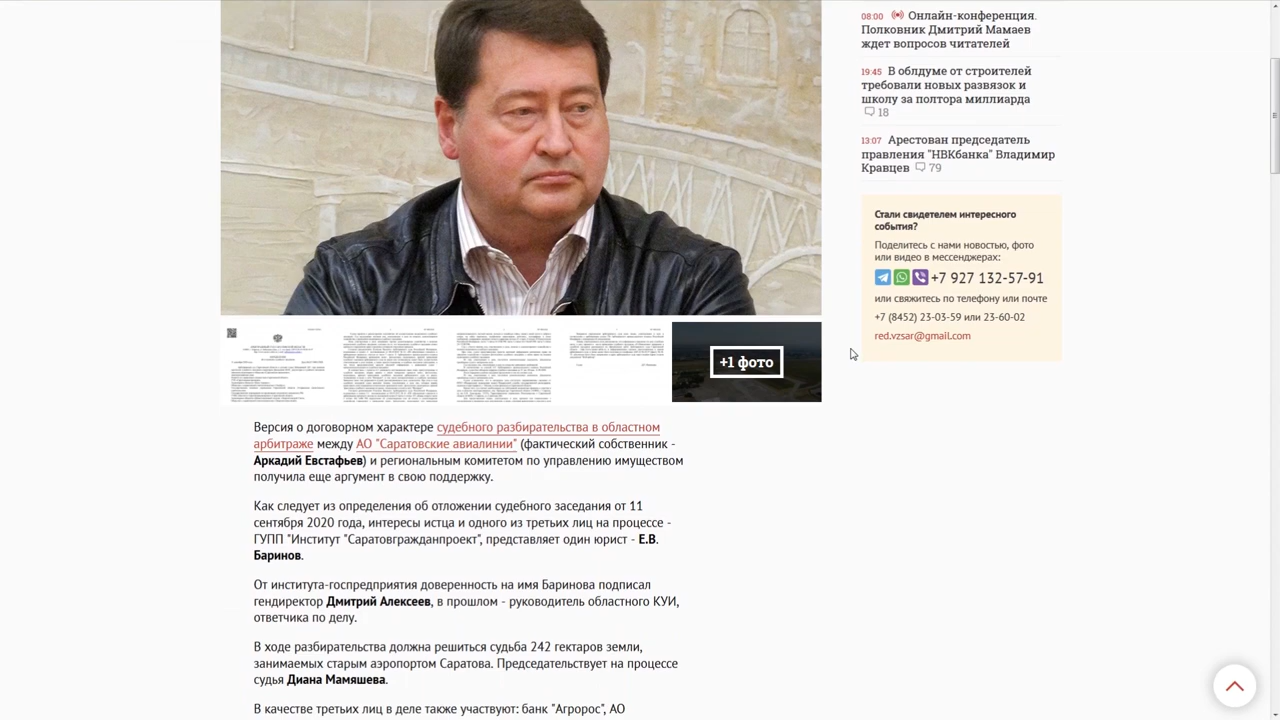 08:00 Онлайн-конференция.
Полковник Дмитрий Мамаев
ждет вопросов читателей
19:45 В облдуме от строителей
требовали новых развязок и
школу за полтора миллиарда
18
13:07 Арестован председатель
правления "НВКбанка" Владимир
Кравцев 79
Стали свидетелем интересного
события?
Поделитесь с нами новостью, фото
или видео в мессенджерах:
+7 927 132-57-91
или свяжитесь по телефону или почте
+7 (8452) 23-03-59 или 23-60-02
red.vzsar@gmail.com
+1 фото
Версия о договорном характере судебного разбирательства в областном
арбитраже между АО "Саратовские авиалинии" (фактический собственник -
Аркадий Евстафьев) и региональным комитетом по управлению имуществом
получила еще аргумент в свою поддержку.
Как следует из определения об отложении судебного заседания от 11
сентября 2020 года, интересы истца и одного из третьих лиц на процессе -
ГУПП "Институт "Саратовгражданпроект", представляет один юрист - Е.В.
Баринов.
От института-госпредприятия доверенность на имя Баринова подписал
гендиректор Дмитрий Алексеев, в прошлом - руководитель областного КУИ,
ответчика по делу.
В ходе разбирательства должна решиться судьба 242 гектаров земли,
занимаемых старым аэропортом Саратова. Председательствует на процессе
судья Диана Мамяшева.
В качестве третьих лиц в деле также участвуют: банк "Агророс", АО